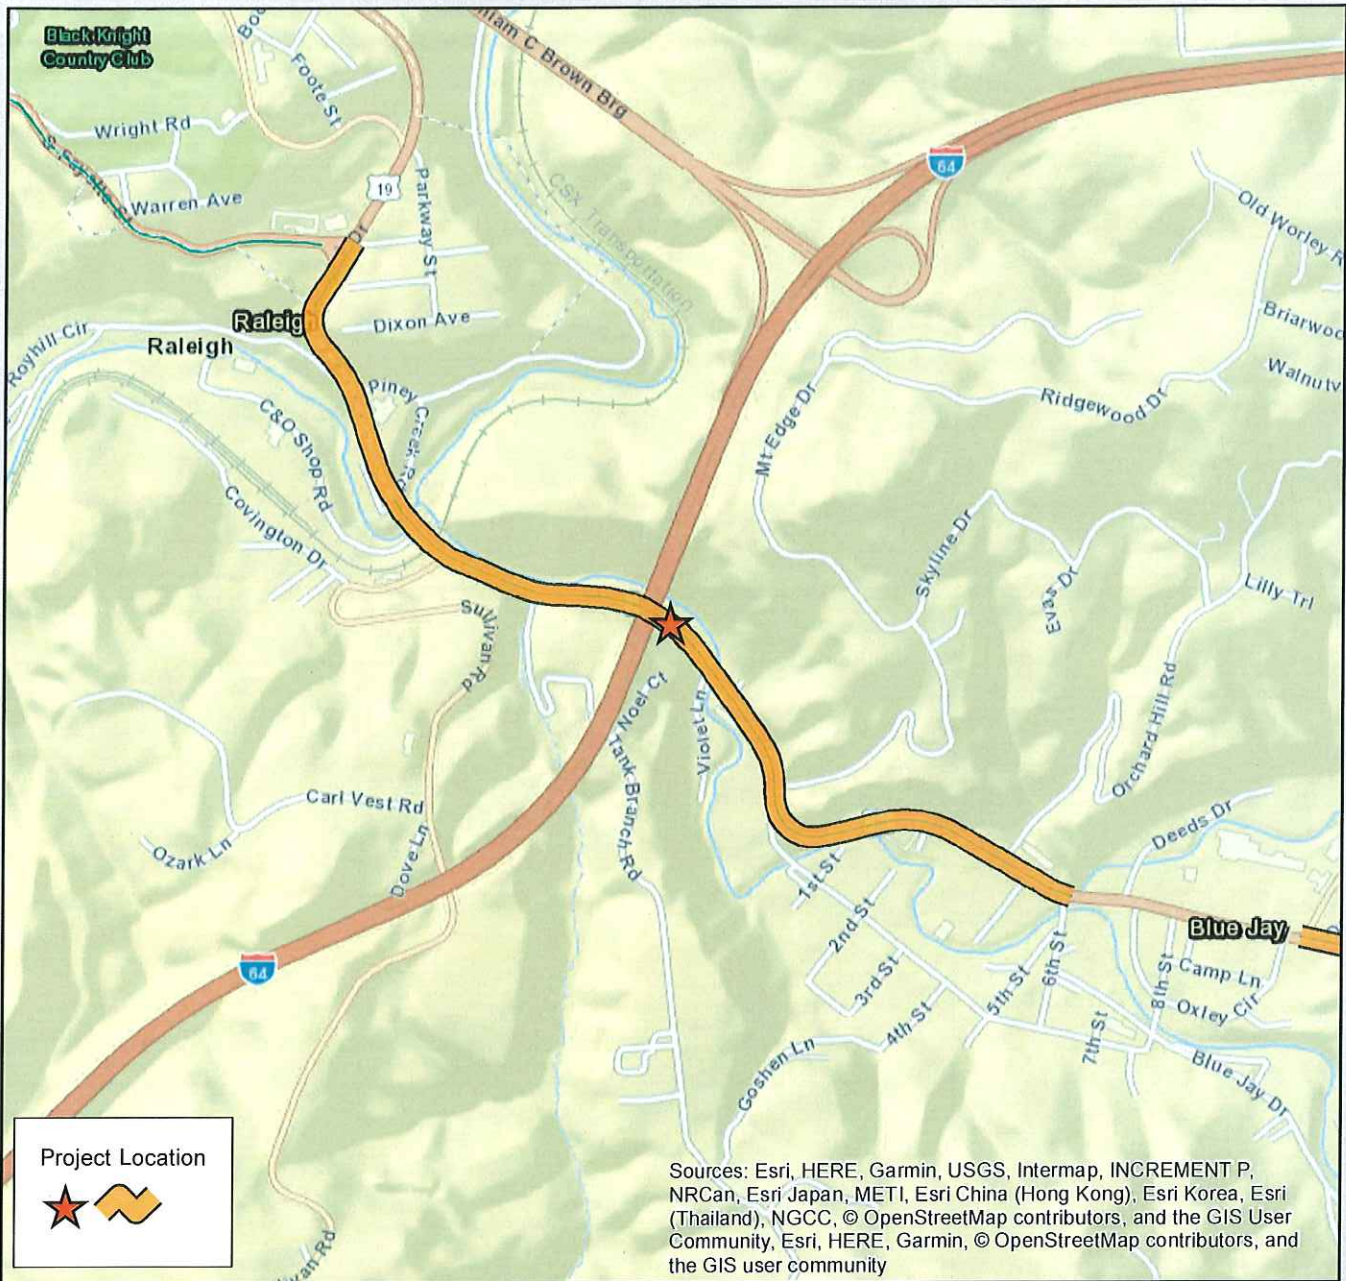 Black Knight
Country Club
Foote St
Wright Rd
Warren Ave
19
Parkway St
Dr
C Brown Brg
64
CSX Transportation
Old Worley R
Briarwoo
Walnutv
Raleig
Raleigh
Dixon Ave
Royhill Cir
Piney Creek Rd
C&O Shop Rd
Covington Dr
Mt Edge Dr
Ridgewood Dr
Skyline Dr
Evas Dr
Lilly Trl
Orchard Hill Rd
Sullivan Rd
Noel Ct
Violet Ln
Tank Branch Rd
Carl Vest Rd
Ozark Ln
Dove Ln
Deeds Dr
1st St
2nd St
3rd St
4th St
5th St
6th St
7th St
8th St
Blue Jay
Camp Ln
Oxley Cir
Blue Jay Dr
Goshen Ln
64
ivan Rd
Project Location
Sources: Esri, HERE, Garmin, USGS, Intermap, INCREMENT P,
NRCan, Esri Japan, METI, Esri China (Hong Kong), Esri Korea, Esri
(Thailand), NGCC, © OpenStreetMap contributors, and the GIS User
Community, Esri, HERE, Garmin, © OpenStreetMap contributors, and
the GIS user community